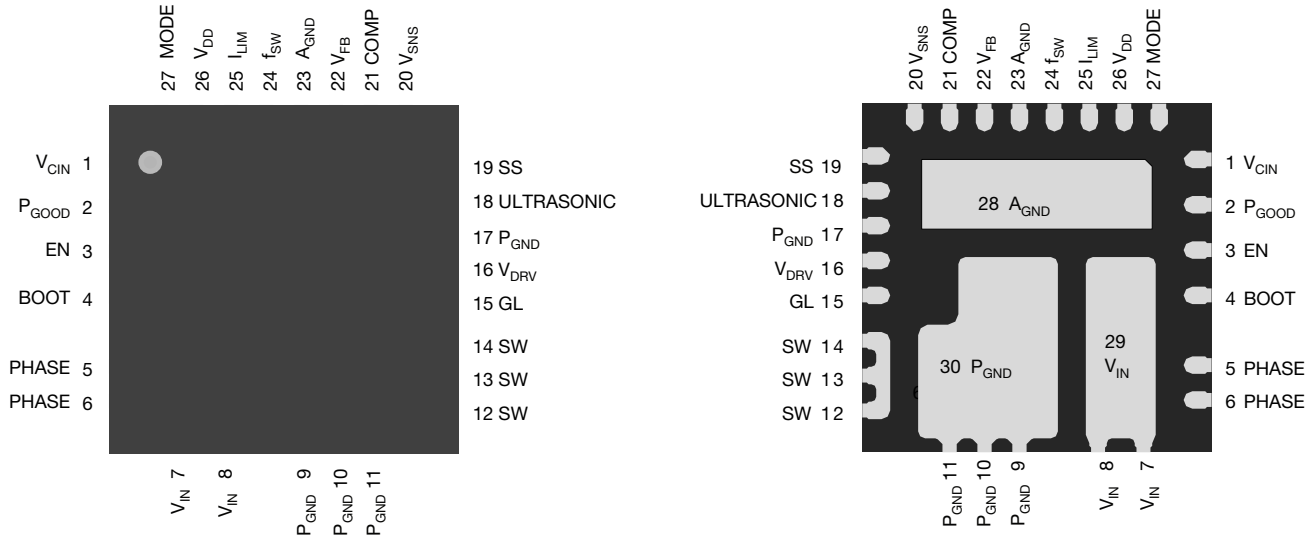 27 MODE
26 VDD
25 ILIM
24 fSW
23 AGND
22 VFB
21 COMP
20 VSNS
VCIN 1
PGOOD 2
EN 3
BOOT 4
PHASE 5
PHASE 6
19 SS
18 ULTRASONIC
17 PGND
16 VDRV
15 GL
14 SW
13 SW
12 SW
VIN 7
VIN 8
PGND 9
PGND 10
PGND 11
20 VSNS
21 COMP
22 VFB
23 AGND
24 fSW
25 ILIM
26 VDD
27 MODE
SS 19
ULTRASONIC 18
PGND 17
VDRV 16
GL 15
SW 14
SW 13
SW 12
28 AGND
29
VIN
30 PGND
6
1 VCIN
2 PGOOD
3 EN
4 BOOT
5 PHASE
6 PHASE
PGND 11
PGND 10
PGND 9
VIN 8
VIN 7